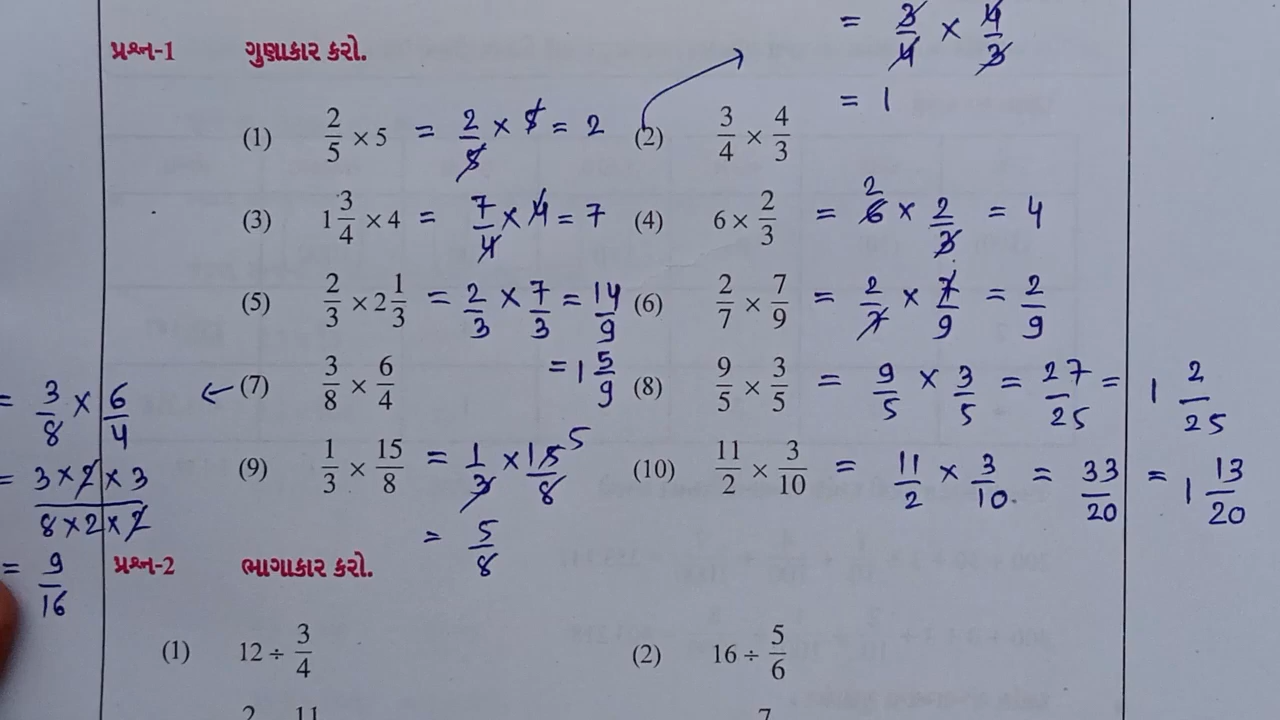 = 3/4 × 4/3
= 1
પ્રશ્ન-1 ગુણાકાર કરો.
(1) 2/5 × 5 = 2/5 × 5 = 2 (2) 3/4 × 4/3
(3) 1 3/4 × 4 = 7/4 × 4 = 7 (4) 6 × 2/3 = 2 6 × 2/3 = 4
(5) 2/3 × 2 1/3 = 2/3 × 7/3 = 14/9 (6) 2/7 × 7/9 = 2/7 × 7/9 = 2/9
= 1 5/9
(7) 3/8 × 6/4 (8) 9/5 × 3/5 = 9/5 × 3/5 = 27/25 = 1 2/25
= 3/8 × 6/4
(9) 1/3 × 15/8 = 1/3 × 15/8 5 (10) 11/2 × 3/10 = 11/2 × 3/10 = 33/20 = 1 13/20
= 3×2×3/8×2×2
= 5/8
= 9/16
પ્રશ્ન-2 ભાગાકાર કરો.
(1) 12 ÷ 3/4 (2) 16 ÷ 5/6
2 11 7